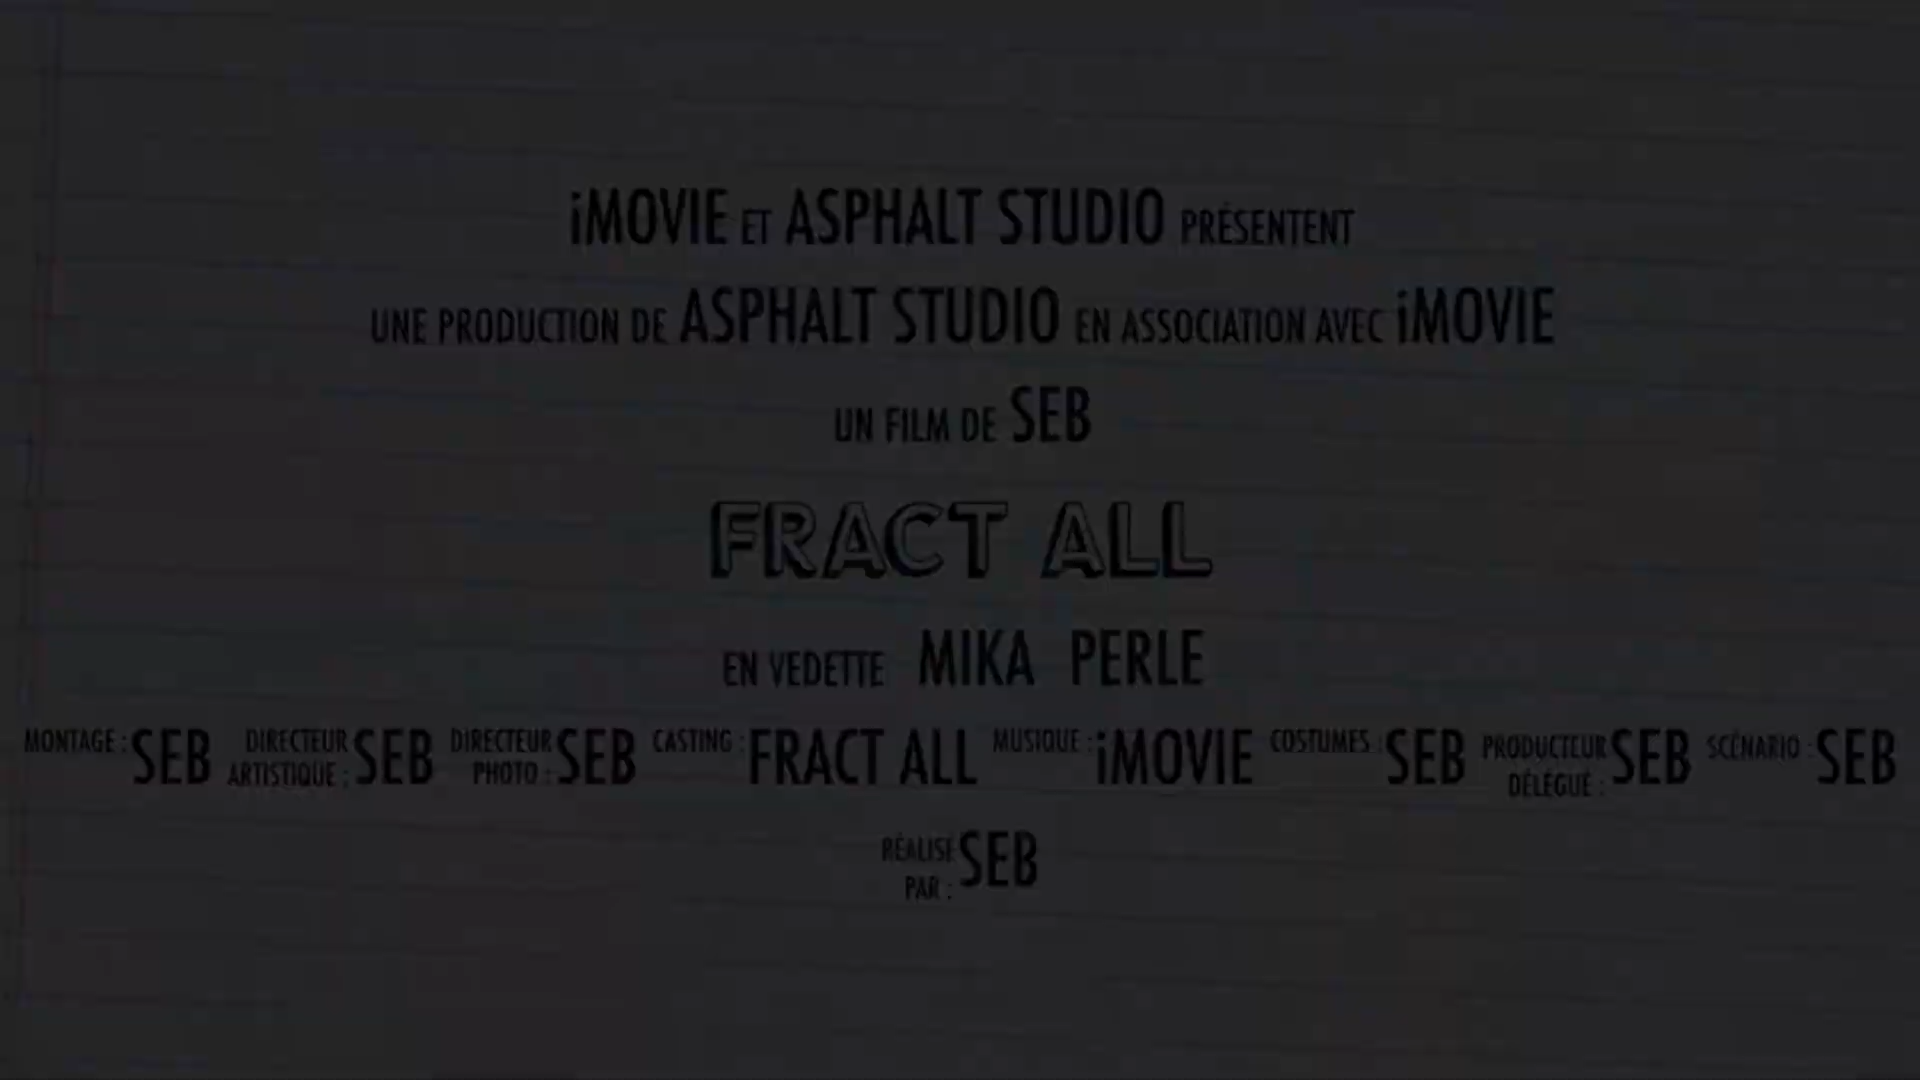 iMOVIE ET ASPHALT STUDIO PRÉSENTENT
UNE PRODUCTION DE ASPHALT STUDIO EN ASSOCIATION AVEC iMOVIE
UN FILM DE SEB
FRACT ALL
EN VEDETTE MIKA PERLE
MONTAGE : SEB DIRECTEUR ARTISTIQUE : SEB DIRECTEUR PHOTO : SEB CASTING : FRACT ALL MUSIQUE : iMOVIE COSTUMES : SEB PRODUCTEUR DÉLÉGUÉ : SEB SCÉNARIO : SEB
RÉALISÉ PAR : SEB